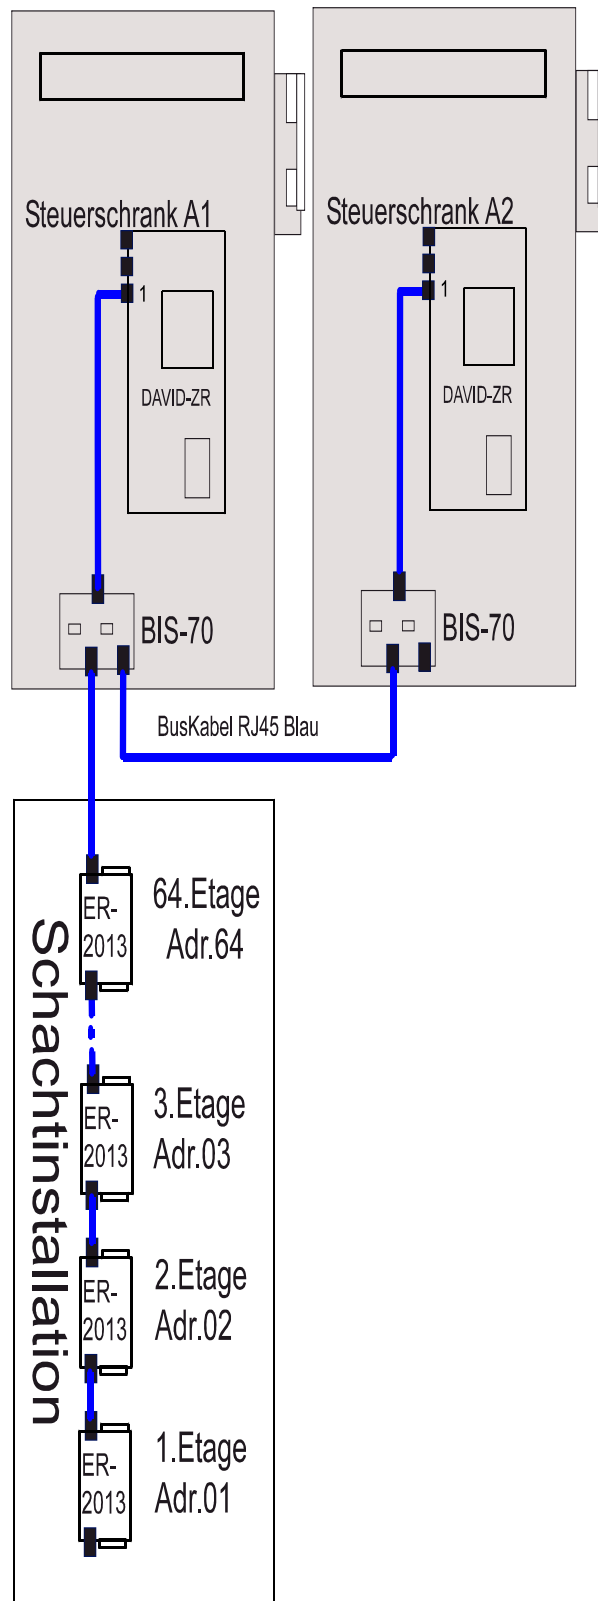 Steuerschrank A1
Steuerschrank A2
1
1
DAVID-ZR
DAVID-ZR
BIS-70
BIS-70
BusKabel RJ45 Blau
Schachtinstallation
ER-
2013
64.Etage
Adr.64
ER-
2013
3.Etage
Adr.03
ER-
2013
2.Etage
Adr.02
ER-
2013
1.Etage
Adr.01